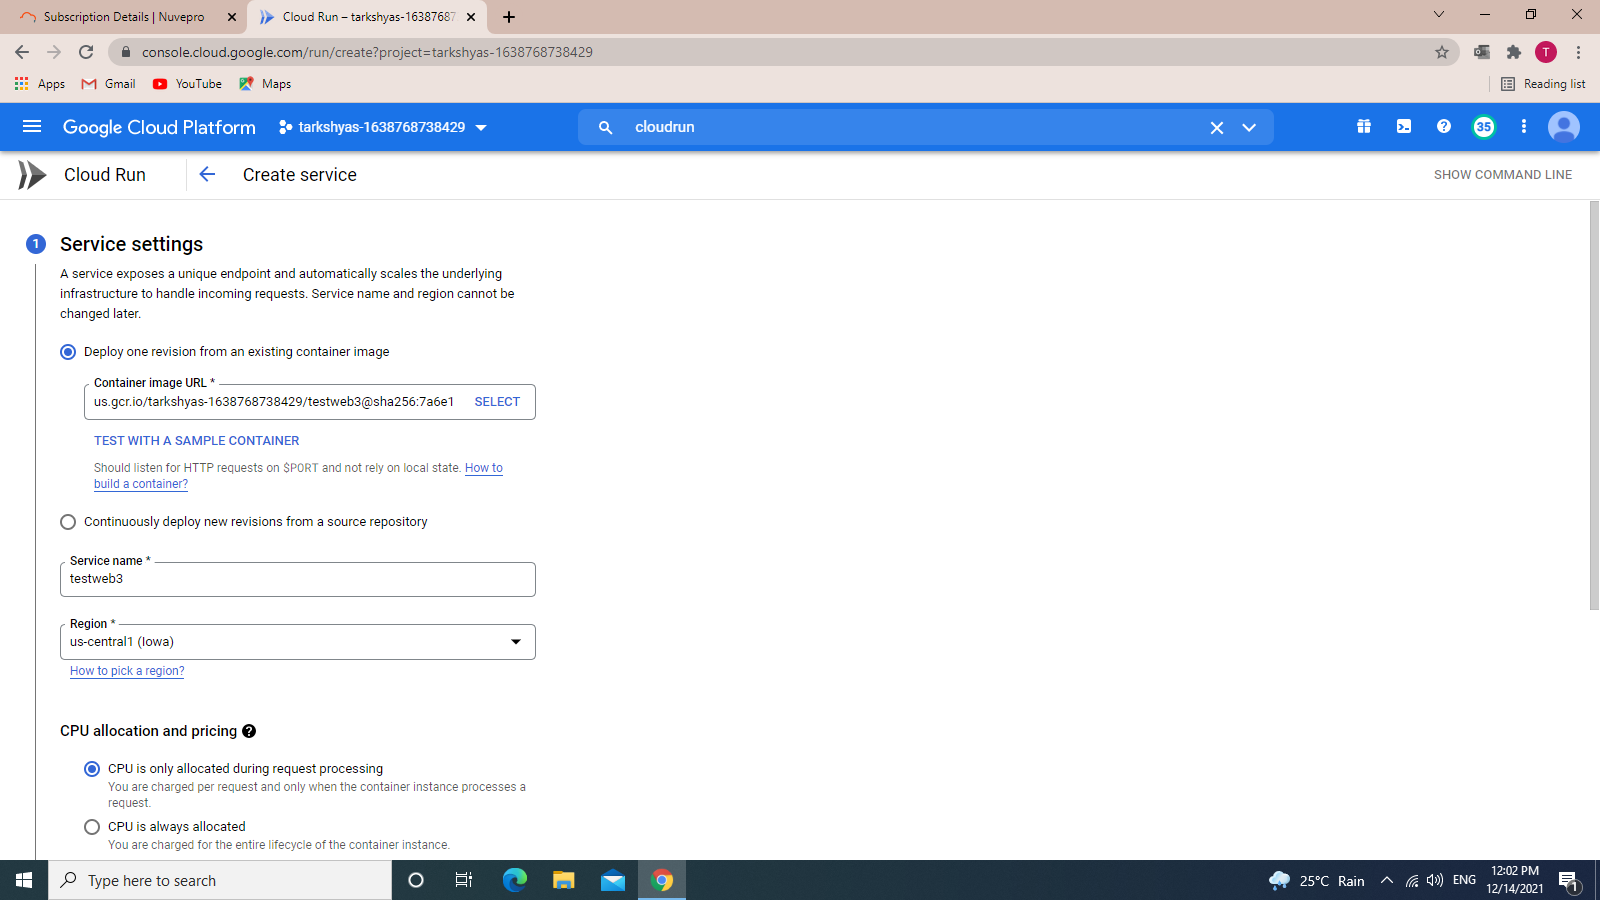 Subscription Details | Nuvepro
Cloud Run – tarkshyas-16387687
console.cloud.google.com/run/create?project=tarkshyas-1638768738429
T
Apps
Gmail
YouTube
Maps
Reading list
Google Cloud Platform
tarkshyas-1638768738429
cloudrun
35
Cloud Run
Create service
SHOW COMMAND LINE
1
Service settings
A service exposes a unique endpoint and automatically scales the underlying
infrastructure to handle incoming requests. Service name and region cannot be
changed later.
Deploy one revision from an existing container image
Container image URL *
us.gcr.io/tarkshyas-1638768738429/testweb3@sha256:7a6e1
SELECT
TEST WITH A SAMPLE CONTAINER
Should listen for HTTP requests on $PORT and not rely on local state. How to
build a container?
Continuously deploy new revisions from a source repository
Service name *
testweb3
Region *
us-central1 (Iowa)
How to pick a region?
CPU allocation and pricing
CPU is only allocated during request processing
You are charged per request and only when the container instance processes a
request.
CPU is always allocated
You are charged for the entire lifecycle of the container instance.
Type here to search
25°C Rain
ENG
12:02 PM
12/14/2021
1